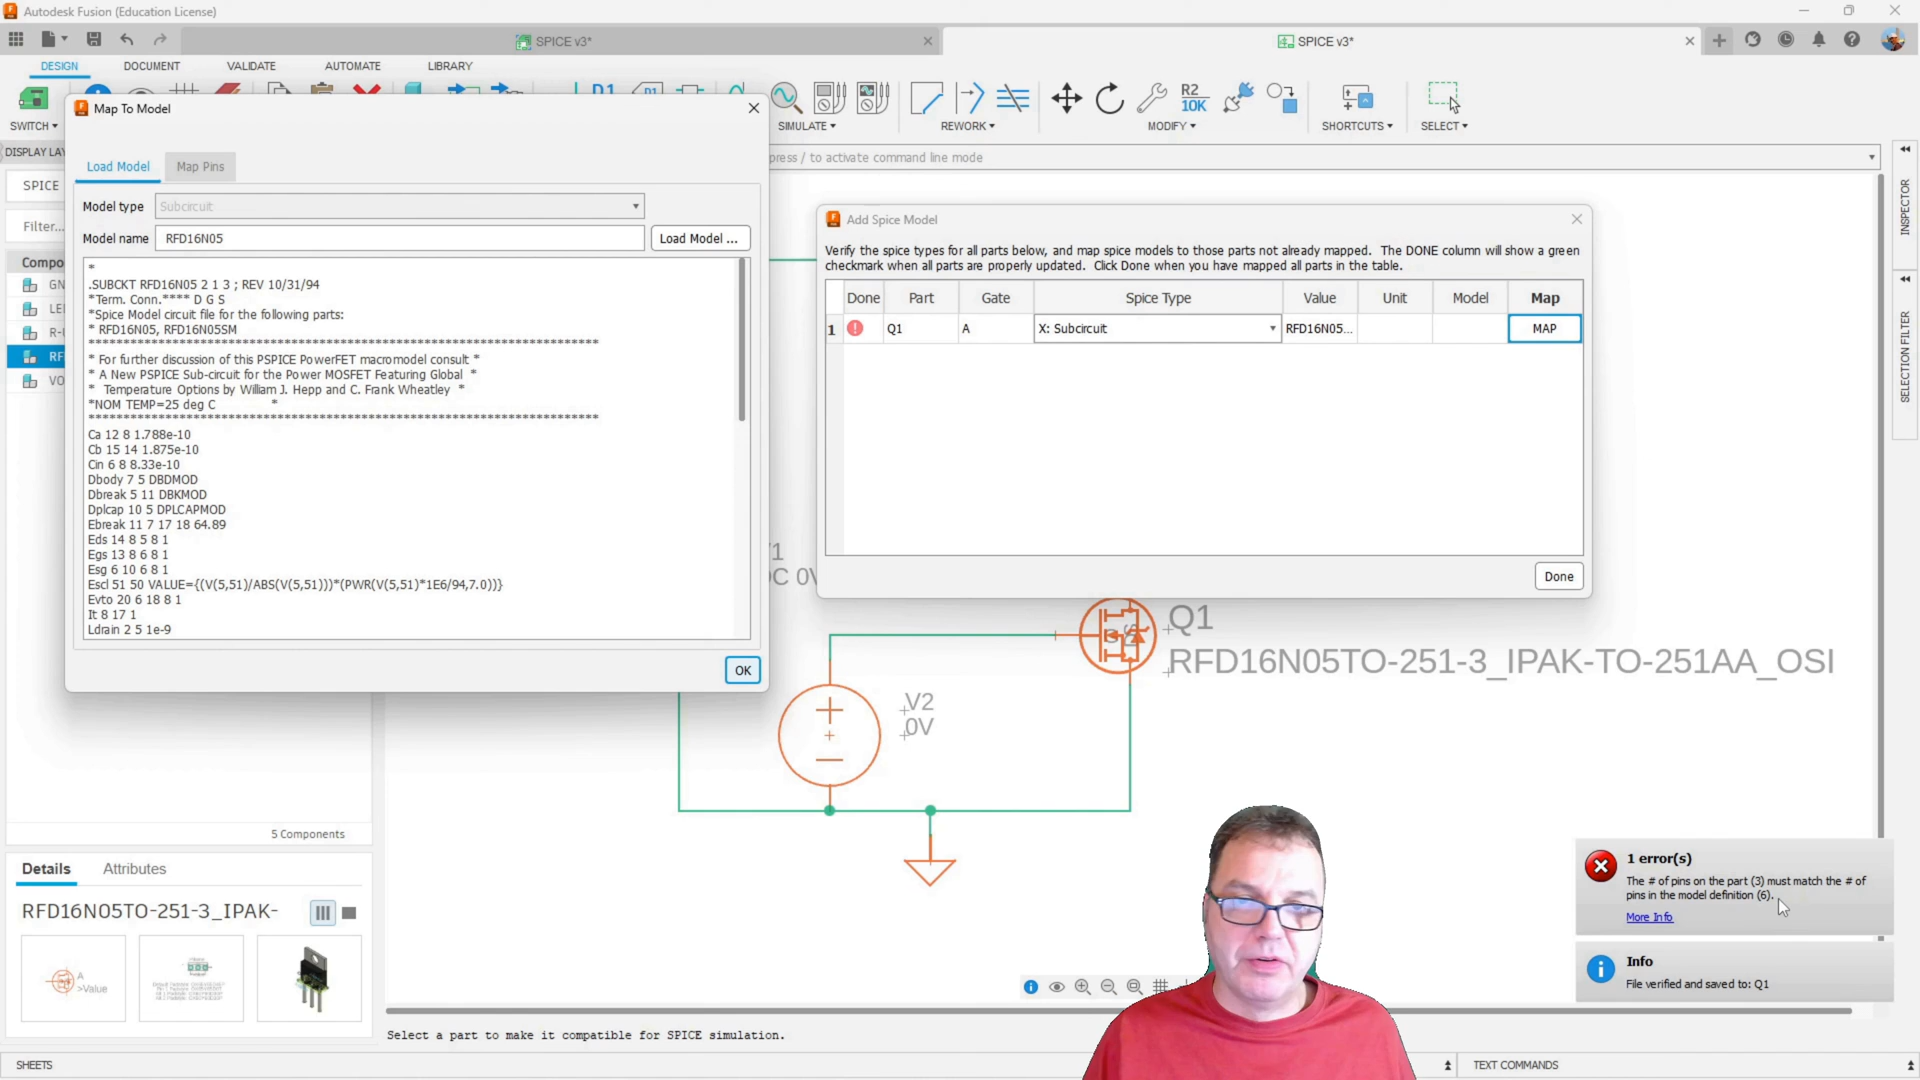 Autodesk Fusion (Education License)
SPICE v3*
SPICE v3*
DESIGN
DOCUMENT
VALIDATE
AUTOMATE
LIBRARY
SWITCH
SIMULATE
REWORK
R2
10K
MODIFY
SHORTCUTS
SELECT
DISPLAY LA
press / to activate command line mode
SPICE
Filter...
Compo
GN
LE
R-
RF
VO
5 Components
Details
Attributes
RFD16N05TO-251-3_IPAK-
A
>Value
Map To Model
Load Model
Map Pins
Model type
Subcircuit
Model name
RFD16N05
Load Model ...
*
.SUBCKT RFD16N05 2 1 3 ; REV 10/31/94
*Term. Conn.**** D G S
*Spice Model circuit file for the following parts:
* RFD16N05, RFD16N05SM
* For further discussion of this PSPICE PowerFET macromodel consult *
* A New PSPICE Sub-circuit for the Power MOSFET Featuring Global *
* Temperature Options by William J. Hepp and C. Frank Wheatley *
*NOM TEMP=25 deg C *
Ca 12 8 1.788e-10
Cb 15 14 1.875e-10
Cin 6 8 8.33e-10
Dbody 7 5 DBDMOD
Dbreak 5 11 DBKMOD
Dplcap 10 5 DPLCAPMOD
Ebreak 11 7 17 18 64.89
Eds 14 8 5 8 1
Egs 13 8 6 8 1
Esg 6 10 6 8 1
Escl 51 50 VALUE={(V(5,51)/ABS(V(5,51)))*(PWR(V(5,51)*1E6/94,7.0))}
Evto 20 6 18 8 1
It 8 17 1
Ldrain 2 5 1e-9
OK
Add Spice Model
Verify the spice types for all parts below, and map spice models to those parts not already mapped. The DONE column will show a green
checkmark when all parts are properly updated. Click Done when you have mapped all parts in the table.
Done Part Gate Spice Type Value Unit Model Map
1 Q1 A X: Subcircuit RFD16N05... MAP
Done
Q1
RFD16N05TO-251-3_IPAK-TO-251AA_OSI
V2
0V
INSPECTOR
SELECTION FILTER
1 error(s)
The # of pins on the part (3) must match the # of
pins in the model definition (6).
More Info
Info
File verified and saved to: Q1
Select a part to make it compatible for SPICE simulation.
SHEETS
TEXT COMMANDS